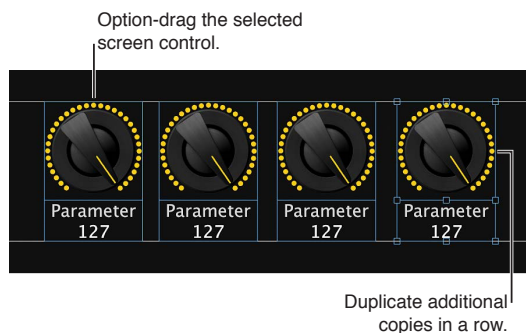 Option-drag the selected
screen control.
Parameter Parameter Parameter Parameter
127 127 127 127
Duplicate additional
copies in a row.